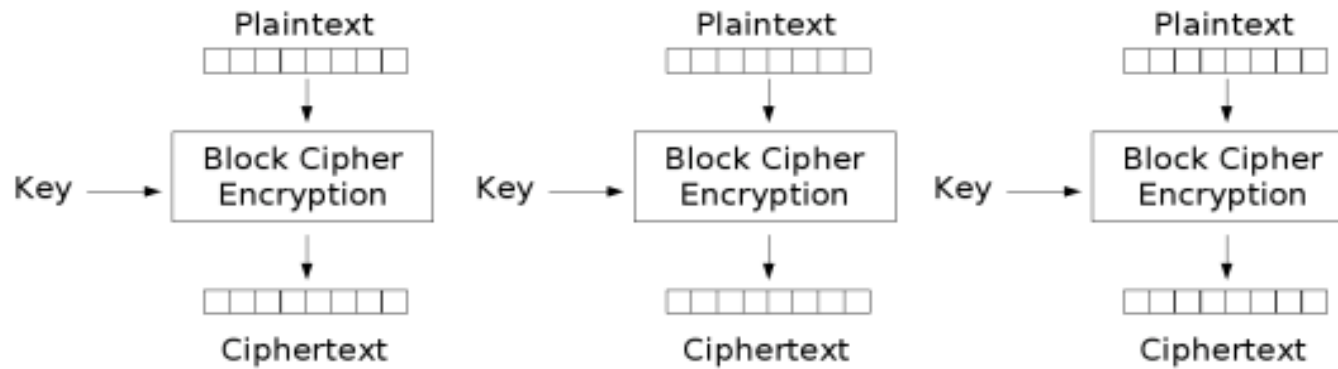 Plaintext
Plaintext
Plaintext
Key
Block Cipher
Encryption
Key
Block Cipher
Encryption
Key
Block Cipher
Encryption
Ciphertext
Ciphertext
Ciphertext